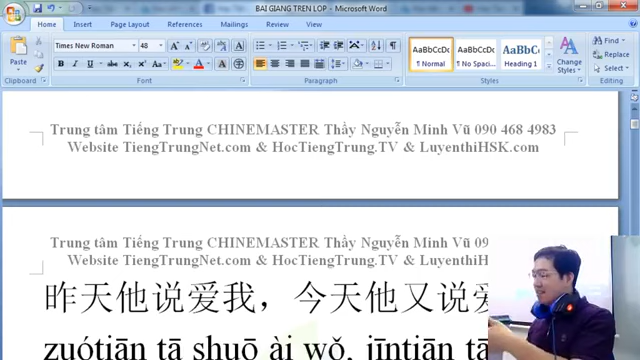 BAI GIANG TREN LOP - Microsoft Word
Home Insert Page Layout References Mailings Review View
Paste
Clipboard
Times New Roman 48
Font
Paragraph
AaBbCcDc AaBbCcDc AaBbC
¶ Normal ¶ No Spaci... Heading 1
Change Styles
Styles
Find
Replace
Select
Editing
Trung tâm Tiếng Trung CHINEMASTER Thầy Nguyễn Minh Vũ 090 468 4983
Website TiengTrungNet.com & HocTiengTrung.TV & LuyenthiHSK.com
Trung tâm Tiếng Trung CHINEMASTER Thầy Nguyễn Minh Vũ 090
Website TiengTrungNet.com & HocTiengTrung.TV & LuyenthiH
昨天他说爱我，今天他又说爱
zuótiān tā shuō ài wǒ, jīntiān tā